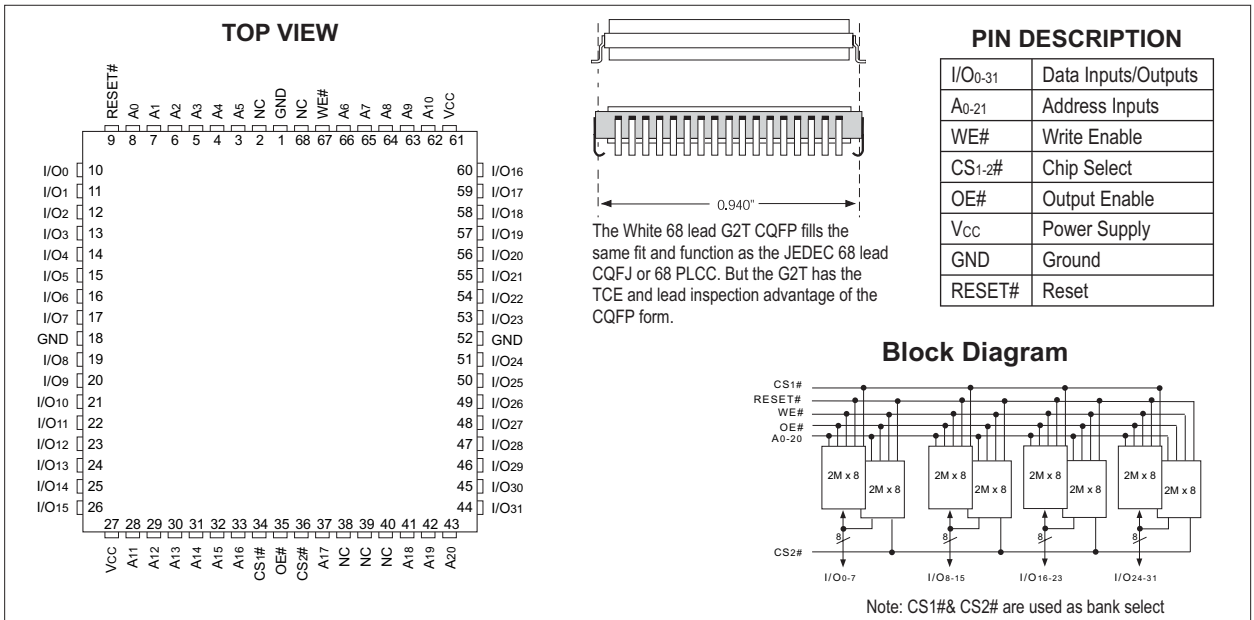 TOP VIEW
RESET# A0 A1 A2 A3 A4 A5 NC GND NC WE# A6 A7 A8 A9 A10 VCC
9 8 7 6 5 4 3 2 1 68 67 66 65 64 63 62 61
I/O0 10 60 I/O16
I/O1 11 59 I/O17
I/O2 12 58 I/O18
I/O3 13 57 I/O19
I/O4 14 56 I/O20
I/O5 15 55 I/O21
I/O6 16 54 I/O22
I/O7 17 53 I/O23
GND 18 52 GND
I/O8 19 51 I/O24
I/O9 20 50 I/O25
I/O10 21 49 I/O26
I/O11 22 48 I/O27
I/O12 23 47 I/O28
I/O13 24 46 I/O29
I/O14 25 45 I/O30
I/O15 26 44 I/O31
27 28 29 30 31 32 33 34 35 36 37 38 39 40 41 42 43
VCC A11 A12 A13 A14 A15 A16 CS1# OE# CS2# A17 NC NC NC A18 A19 A20
0.940"
The White 68 lead G2T CQFP fills the
same fit and function as the JEDEC 68 lead
CQFJ or 68 PLCC. But the G2T has the
TCE and lead inspection advantage of the
CQFP form.
PIN DESCRIPTION
I/O0-31 Data Inputs/Outputs
A0-21 Address Inputs
WE# Write Enable
CS1-2# Chip Select
OE# Output Enable
VCC Power Supply
GND Ground
RESET# Reset
Block Diagram
CS1#
RESET#
WE#
OE#
A0-20
2M x 8 2M x 8 2M x 8 2M x 8 2M x 8 2M x 8 2M x 8 2M x 8
8 8 8 8
CS2#
I/O0-7 I/O8-15 I/O16-23 I/O24-31
Note: CS1#& CS2# are used as bank select